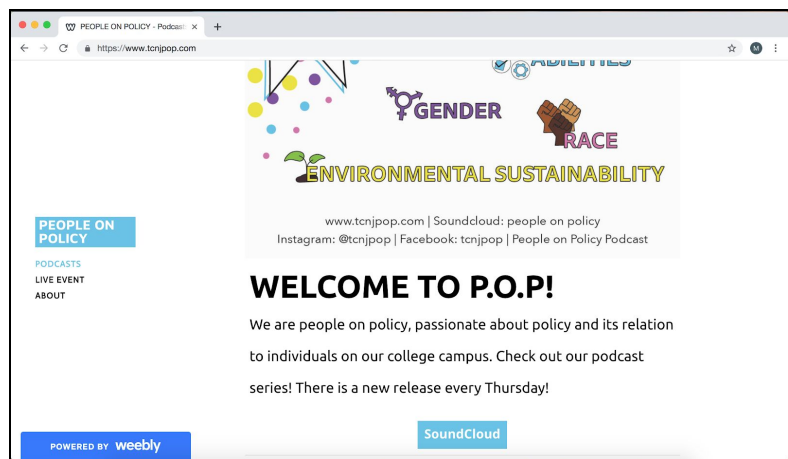 PEOPLE ON POLICY - Podcast
https://www.tcnjpop.com
M
ABILITIES
GENDER
RACE
ENVIRONMENTAL SUSTAINABILITY
www.tcnjpop.com | Soundcloud: people on policy
Instagram: @tcnjpop | Facebook: tcnjpop | People on Policy Podcast
PEOPLE ON
POLICY
PODCASTS
LIVE EVENT
ABOUT
WELCOME TO P.O.P!
We are people on policy, passionate about policy and its relation
to individuals on our college campus. Check out our podcast
series! There is a new release every Thursday!
SoundCloud
POWERED BY weebly